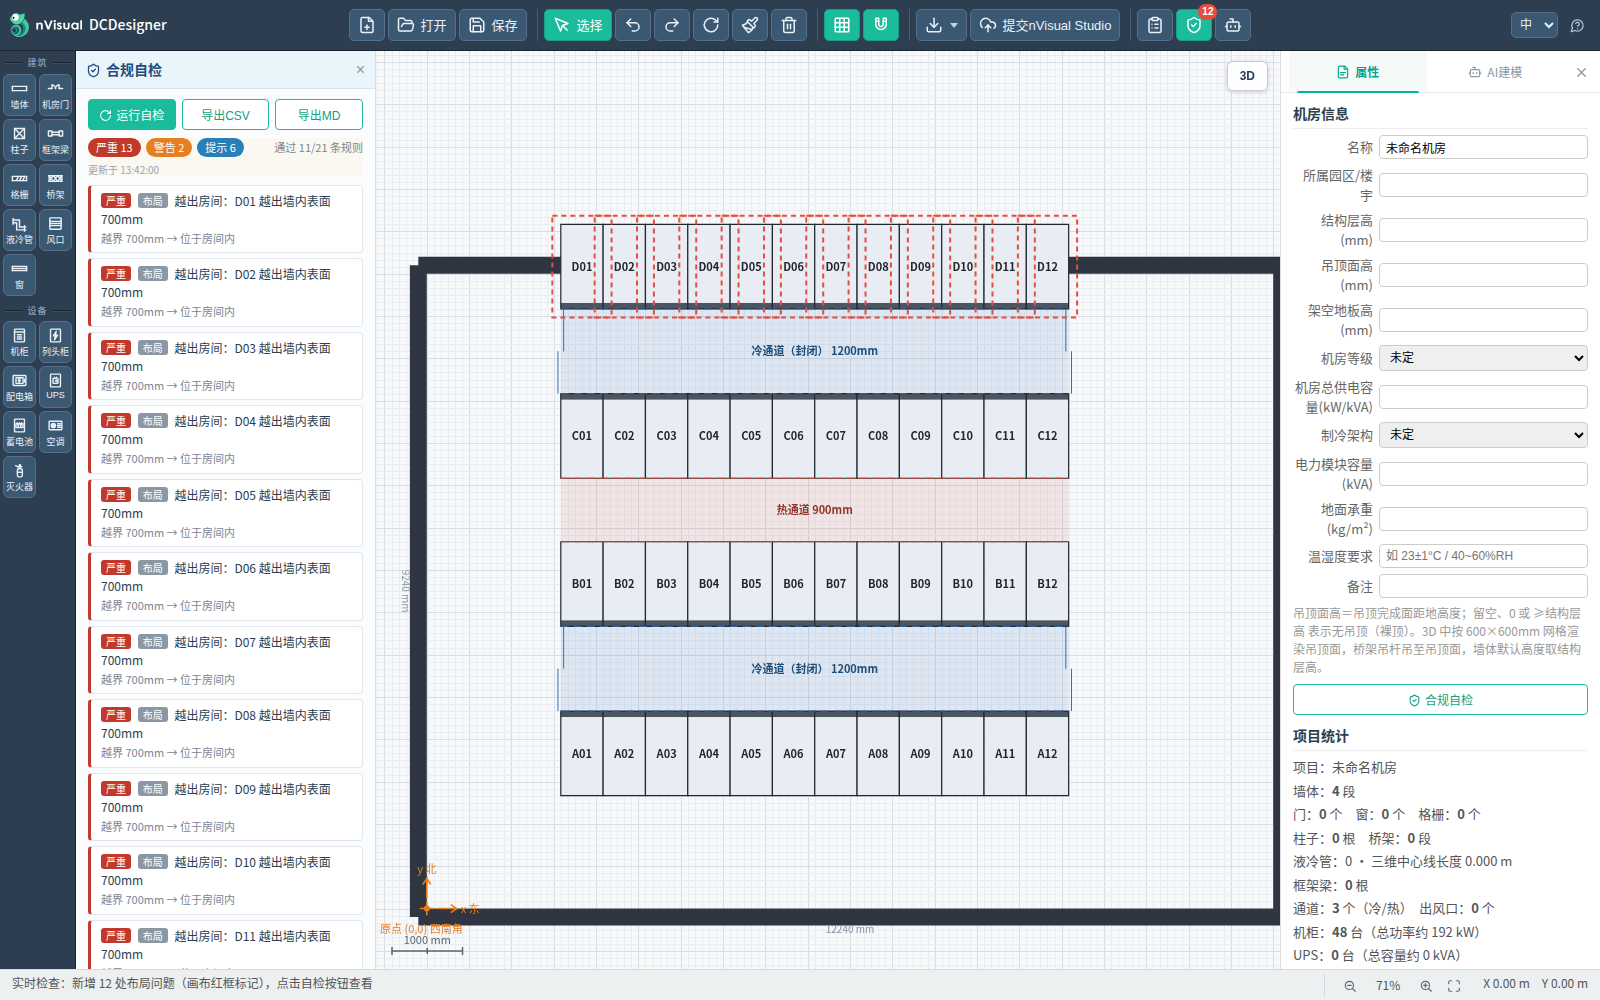 nVisual DCDesigner
打开
保存
选择
提交nVisual Studio
12
中
建筑
墙体
机房门
柱子
框架梁
格栅
桥架
液冷管
风口
窗
设备
机柜
列头柜
配电箱
UPS
蓄电池
空调
灭火器
合规自检
×
运行自检
导出CSV
导出MD
严重 13
警告 2
提示 6
通过 11/21 条规则
更新于 13:42:00
严重 布局 越出房间：D01 越出墙内表面
700mm
越界 700mm → 位于房间内
严重 布局 越出房间：D02 越出墙内表面
700mm
越界 700mm → 位于房间内
严重 布局 越出房间：D03 越出墙内表面
700mm
越界 700mm → 位于房间内
严重 布局 越出房间：D04 越出墙内表面
700mm
越界 700mm → 位于房间内
严重 布局 越出房间：D05 越出墙内表面
700mm
越界 700mm → 位于房间内
严重 布局 越出房间：D06 越出墙内表面
700mm
越界 700mm → 位于房间内
严重 布局 越出房间：D07 越出墙内表面
700mm
越界 700mm → 位于房间内
严重 布局 越出房间：D08 越出墙内表面
700mm
越界 700mm → 位于房间内
严重 布局 越出房间：D09 越出墙内表面
700mm
越界 700mm → 位于房间内
严重 布局 越出房间：D10 越出墙内表面
700mm
越界 700mm → 位于房间内
严重 布局 越出房间：D11 越出墙内表面
700mm
3D
D01 D02 D03 D04 D05 D06 D07 D08 D09 D10 D11 D12
冷通道（封闭） 1200mm
C01 C02 C03 C04 C05 C06 C07 C08 C09 C10 C11 C12
热通道 900mm
B01 B02 B03 B04 B05 B06 B07 B08 B09 B10 B11 B12
冷通道（封闭） 1200mm
A01 A02 A03 A04 A05 A06 A07 A08 A09 A10 A11 A12
9240 mm
12240 mm
y 北
x 东
原点 (0,0) 西南角
1000 mm
属性
AI建模
机房信息
名称 未命名机房
所属园区/楼
宇
结构层高
(mm)
吊顶面高
(mm)
架空地板高
(mm)
机房等级 未定
机房总供电容
量(kW/kVA)
制冷架构 未定
电力模块容量
(kVA)
地面承重
(kg/m²)
温湿度要求 如 23±1°C / 40~60%RH
备注
吊顶面高＝吊顶完成面距地高度；留空、0 或 ≥结构层
高 表示无吊顶（裸顶）。3D 中按 600×600mm 网格渲
染吊顶面，桥架吊杆吊至吊顶面，墙体默认高度取结构
层高。
合规自检
项目统计
项目：未命名机房
墙体：4 段
门：0 个 窗：0 个 格栅：0 个
柱子：0 根 桥架：0 段
液冷管：0 · 三维中心线长度 0.000 m
框架梁：0 根
通道：3 个（冷/热） 出风口：0 个
机柜：48 台（总功率约 192 kW）
UPS：0 台（总容量约 0 kVA）
实时检查：新增 12 处布局问题（画布红框标记），点击自检按钮查看
71%
X 0.00 m Y 0.00 m